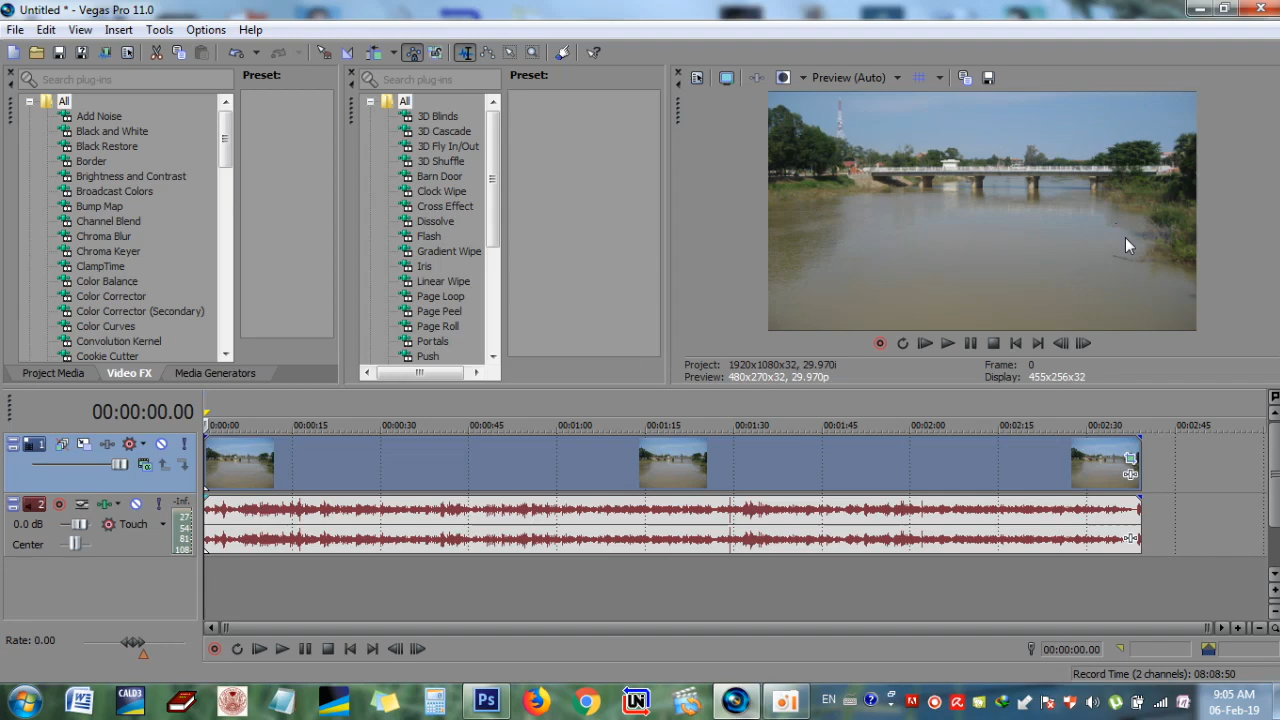 Untitled * - Vegas Pro 11.0
File Edit View Insert Tools Options Help
Search plug-ins
Preset:
All
Add Noise
Black and White
Black Restore
Border
Brightness and Contrast
Broadcast Colors
Bump Map
Channel Blend
Chroma Blur
Chroma Keyer
ClampTime
Color Balance
Color Corrector
Color Corrector (Secondary)
Color Curves
Convolution Kernel
Cookie Cutter
Project Media Video FX Media Generators
Search plug-ins
Preset:
All
3D Blinds
3D Cascade
3D Fly In/Out
3D Shuffle
Barn Door
Clock Wipe
Cross Effect
Dissolve
Flash
Gradient Wipe
Iris
Linear Wipe
Page Loop
Page Peel
Page Roll
Portals
Push
Preview (Auto)
Project: 1920x1080x32, 29.970i Frame: 0
Preview: 480x270x32, 29.970p Display: 455x256x32
00:00:00.00
0:00:00 00:00:15 00:00:30 00:00:45 00:01:00 00:01:15 00:01:30 00:01:45 00:02:00 00:02:15 00:02:30 00:02:45
1
2
-Inf.
0.0 dB Touch
Center
27
54
81
108
Rate: 0.00
00:00:00.00
Record Time (2 channels): 08:08:50
CALD3
Ps
UN
EN
9:05 AM
06-Feb-19